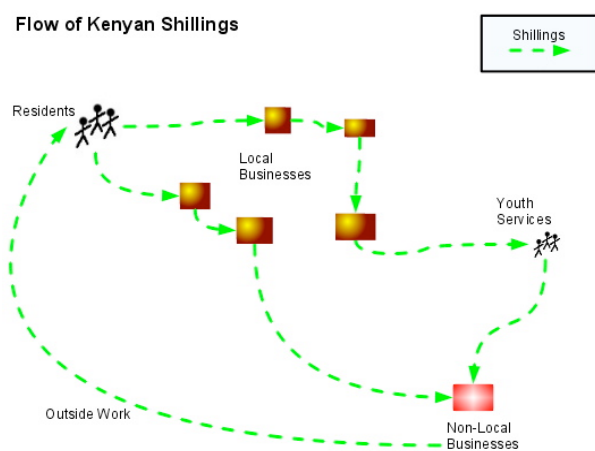 Flow of Kenyan Shillings
Shillings
Residents
Local
Businesses
Youth
Services
Outside Work
Non-Local
Businesses